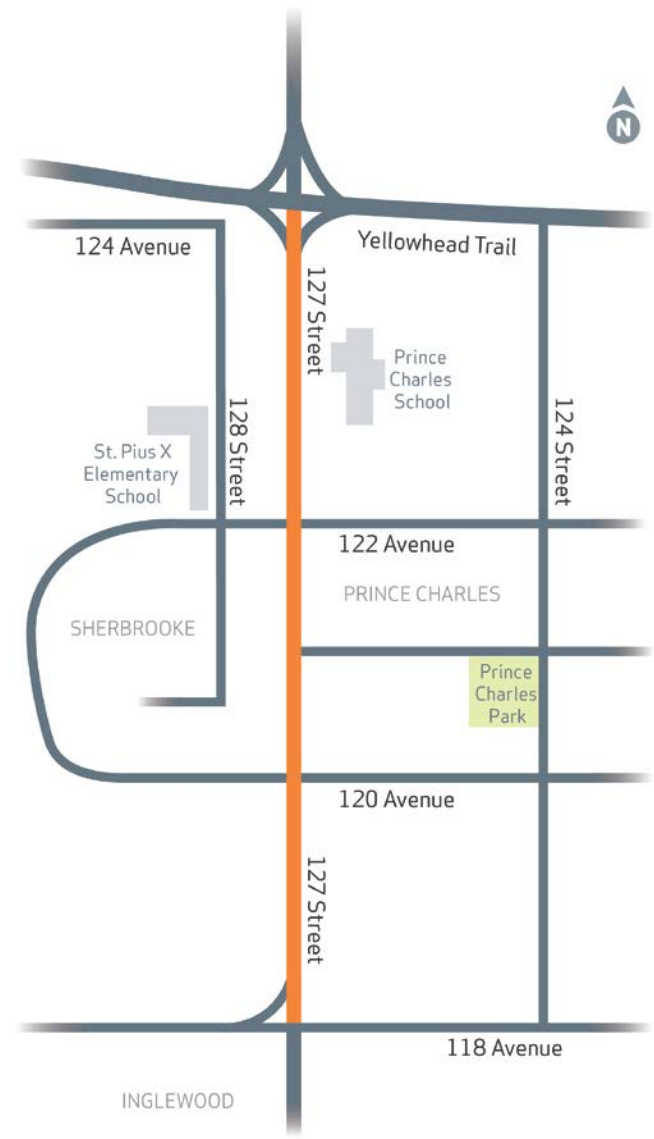 N
124 Avenue
Yellowhead Trail
127 Street
Prince
Charles
School
128 Street
124 Street
St. Pius X
Elementary
School
122 Avenue
PRINCE CHARLES
SHERBROOKE
Prince
Charles
Park
120 Avenue
127 Street
118 Avenue
INGLEWOOD